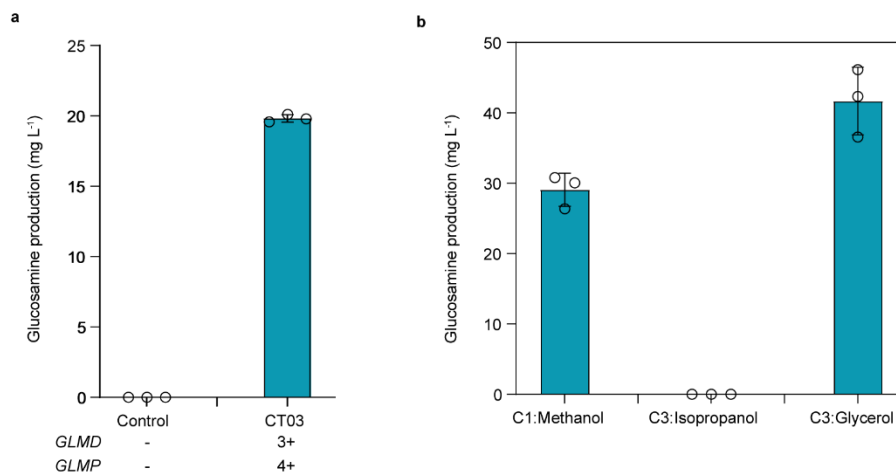 a
Glucosamine production (mg L⁻¹)
25
20
15
10
5
0
Control CT03
GLMD - 3+
GLMP - 4+
b
Glucosamine production (mg L⁻¹)
50
40
30
20
10
0
C1:Methanol C3:Isopropanol C3:Glycerol